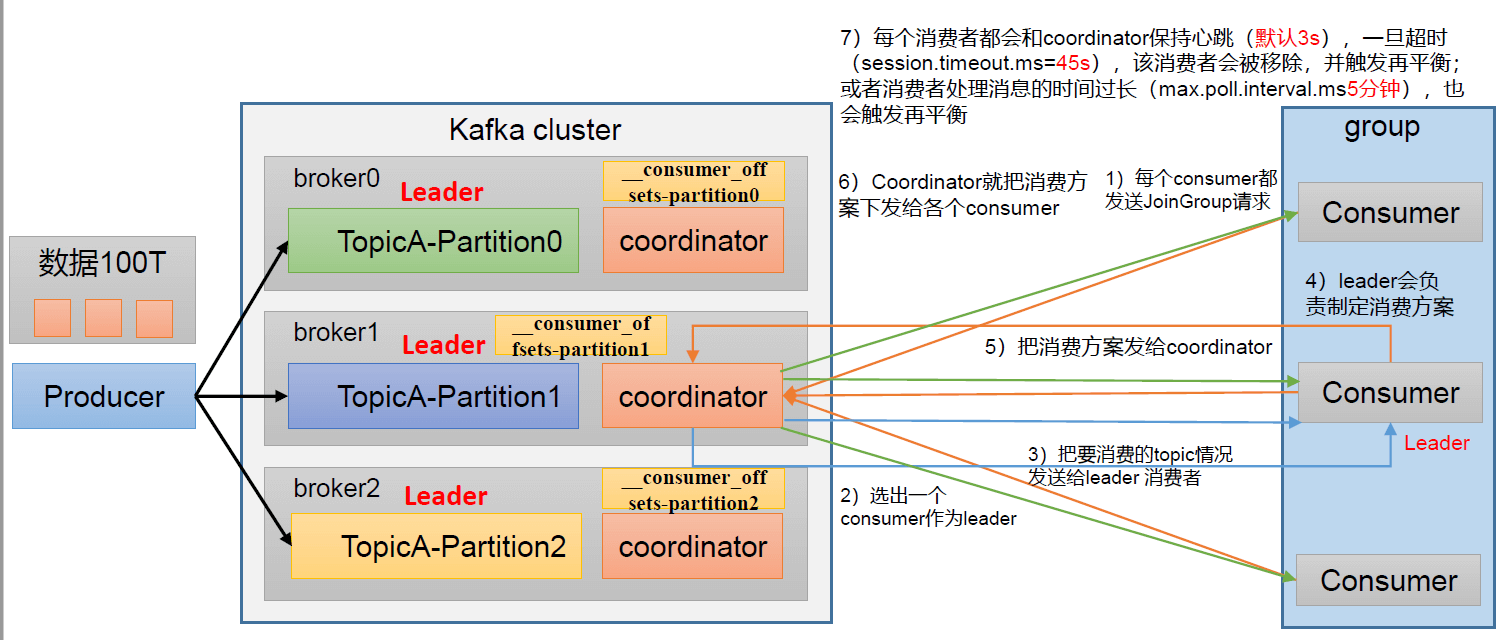 7）每个消费者都会和coordinator保持心跳（默认3s），一旦超时
（session.timeout.ms=45s），该消费者会被移除，并触发再平衡；
或者消费者处理消息的时间过长（max.poll.interval.ms5分钟），也
会触发再平衡
Kafka cluster
group
broker0
Leader
__consumer_off
sets-partition0
TopicA-Partition0
coordinator
6）Coordinator就把消费方
案下发给各个consumer
1）每个consumer都
发送JoinGroup请求
Consumer
数据100T
Producer
broker1
Leader
__consumer_of
fsets-partition1
TopicA-Partition1
coordinator
4）leader会负
责制定消费方案
5）把消费方案发给coordinator
Consumer
Leader
3）把要消费的topic情况
发送给leader 消费者
2）选出一个
consumer作为leader
broker2
Leader
__consumer_off
sets-partition2
TopicA-Partition2
coordinator
Consumer